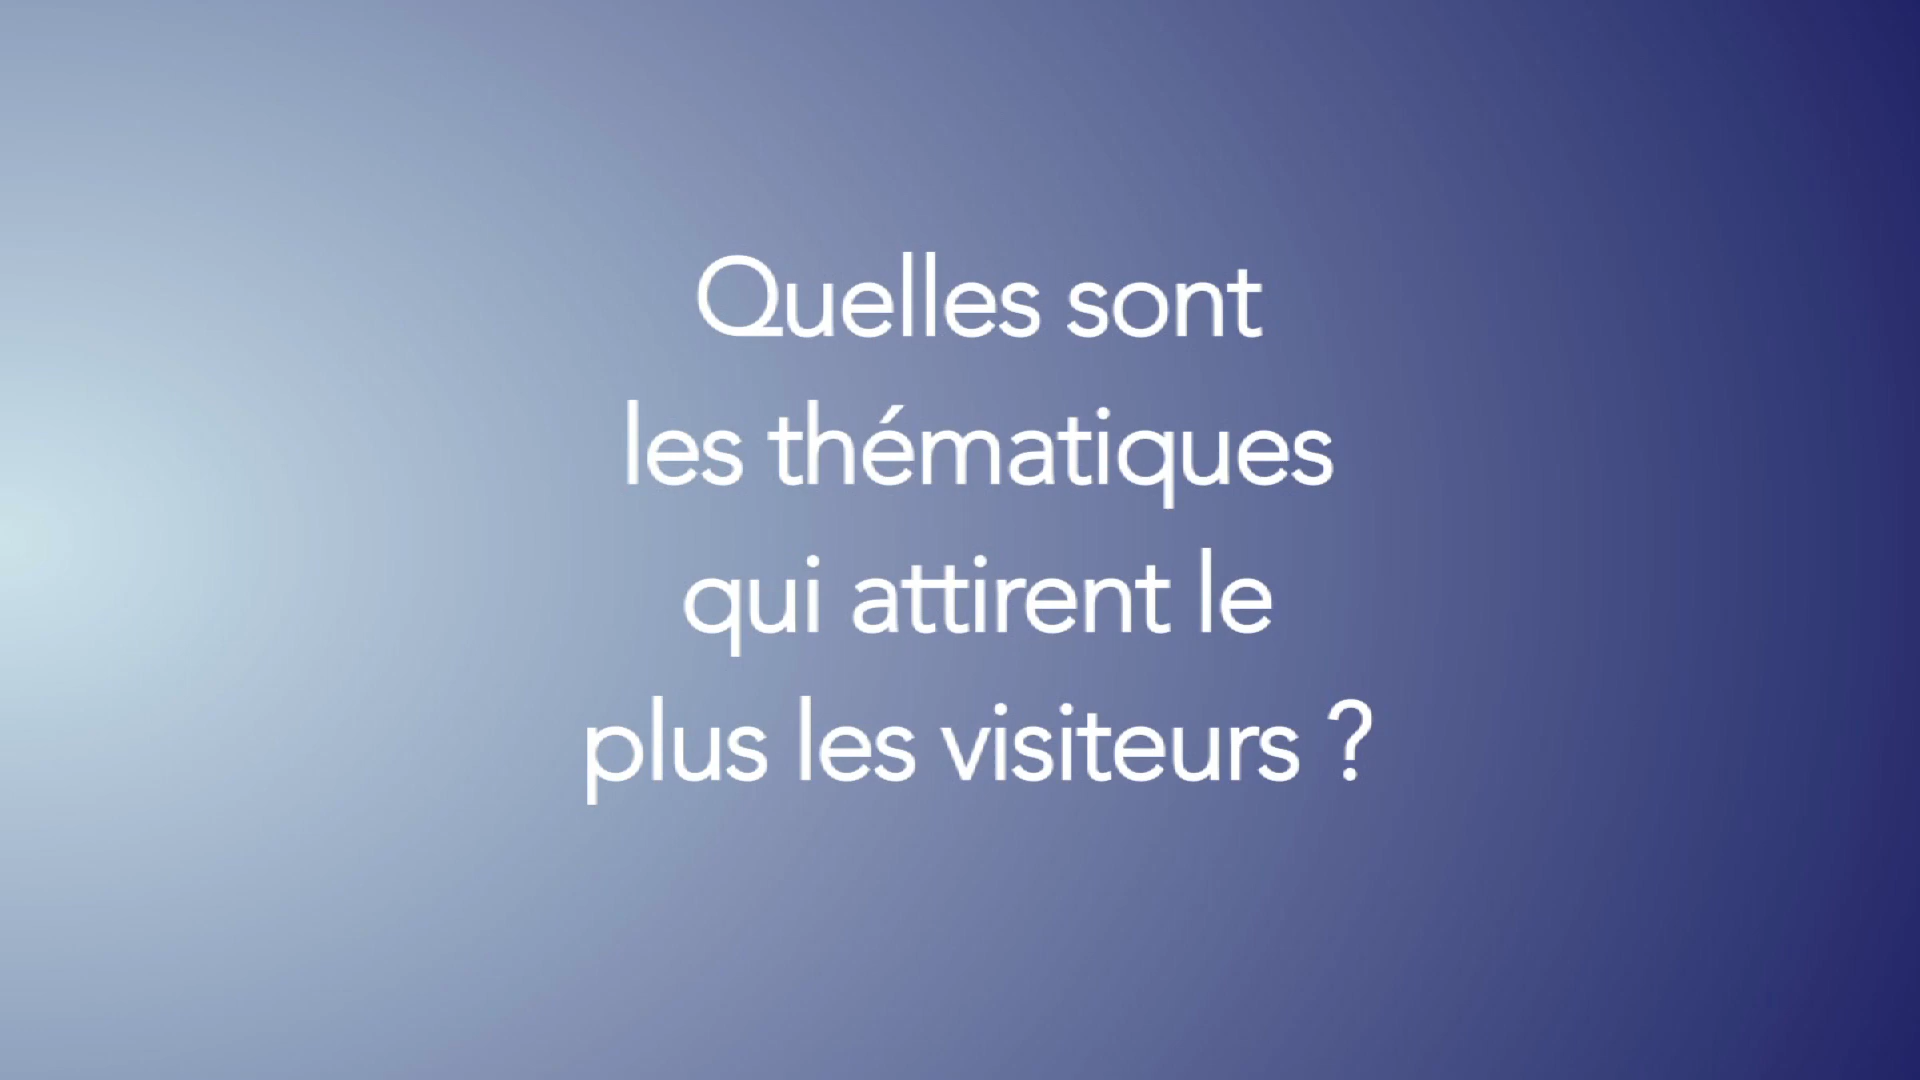 Quelles sont
les thématiques
qui attirent le
plus les visiteurs ?